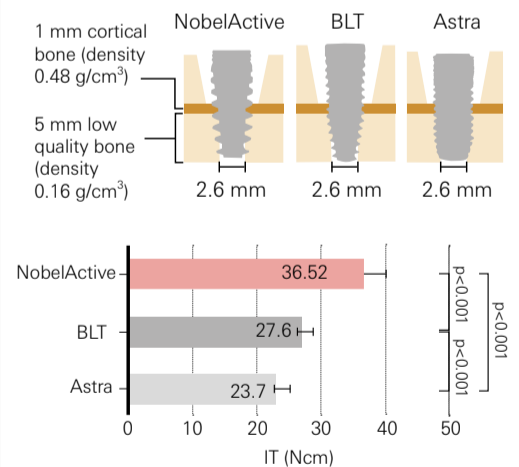 NobelActive BLT Astra
1 mm cortical
bone (density
0.48 g/cm³)
5 mm low
quality bone
(density
0.16 g/cm³)
2.6 mm 2.6 mm 2.6 mm
NobelActive 36.52
BLT 27.6
Astra 23.7
p<0.001
p<0.001
p<0.001
0 10 20 30 40 50
IT (Ncm)